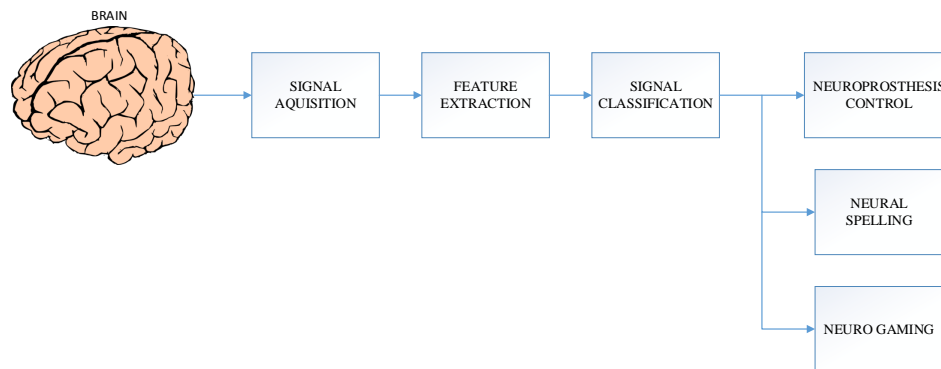 BRAIN
SIGNAL
AQUISITION
FEATURE
EXTRACTION
SIGNAL
CLASSIFICATION
NEUROPROSTHESIS
CONTROL
NEURAL
SPELLING
NEURO GAMING